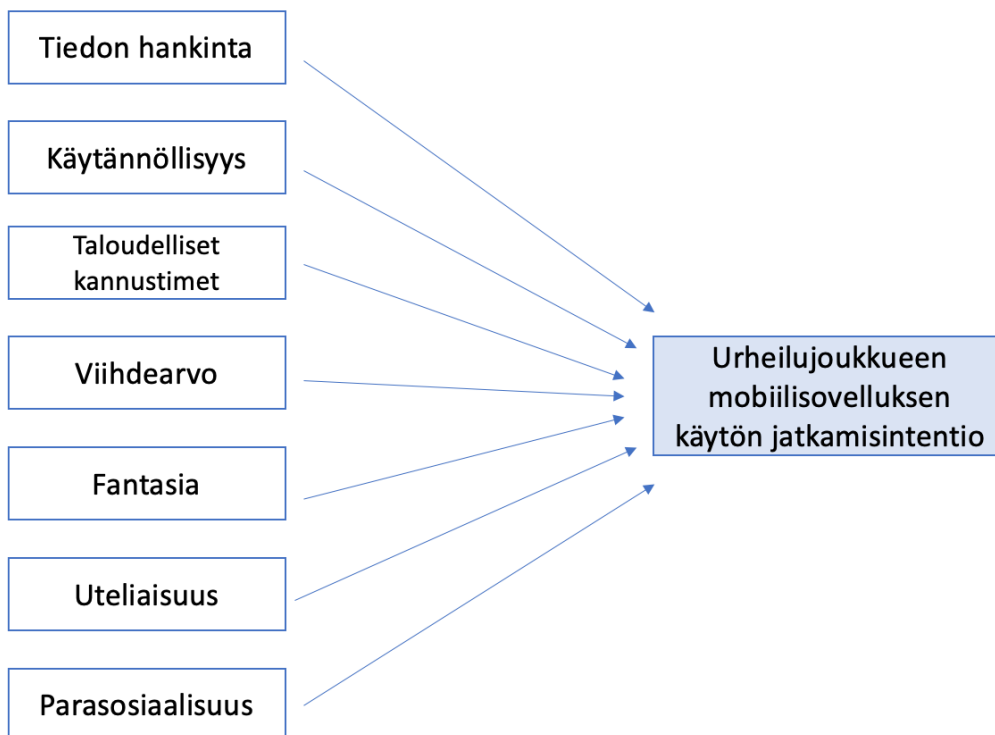 Tiedon hankinta
Käytännöllisyys
Taloudelliset
kannustimet
Viihdearvo
Fantasia
Uteliaisuus
Parasosiaalisuus
Urheilujoukkueen
mobiilisovelluksen
käytön jatkamisintentio